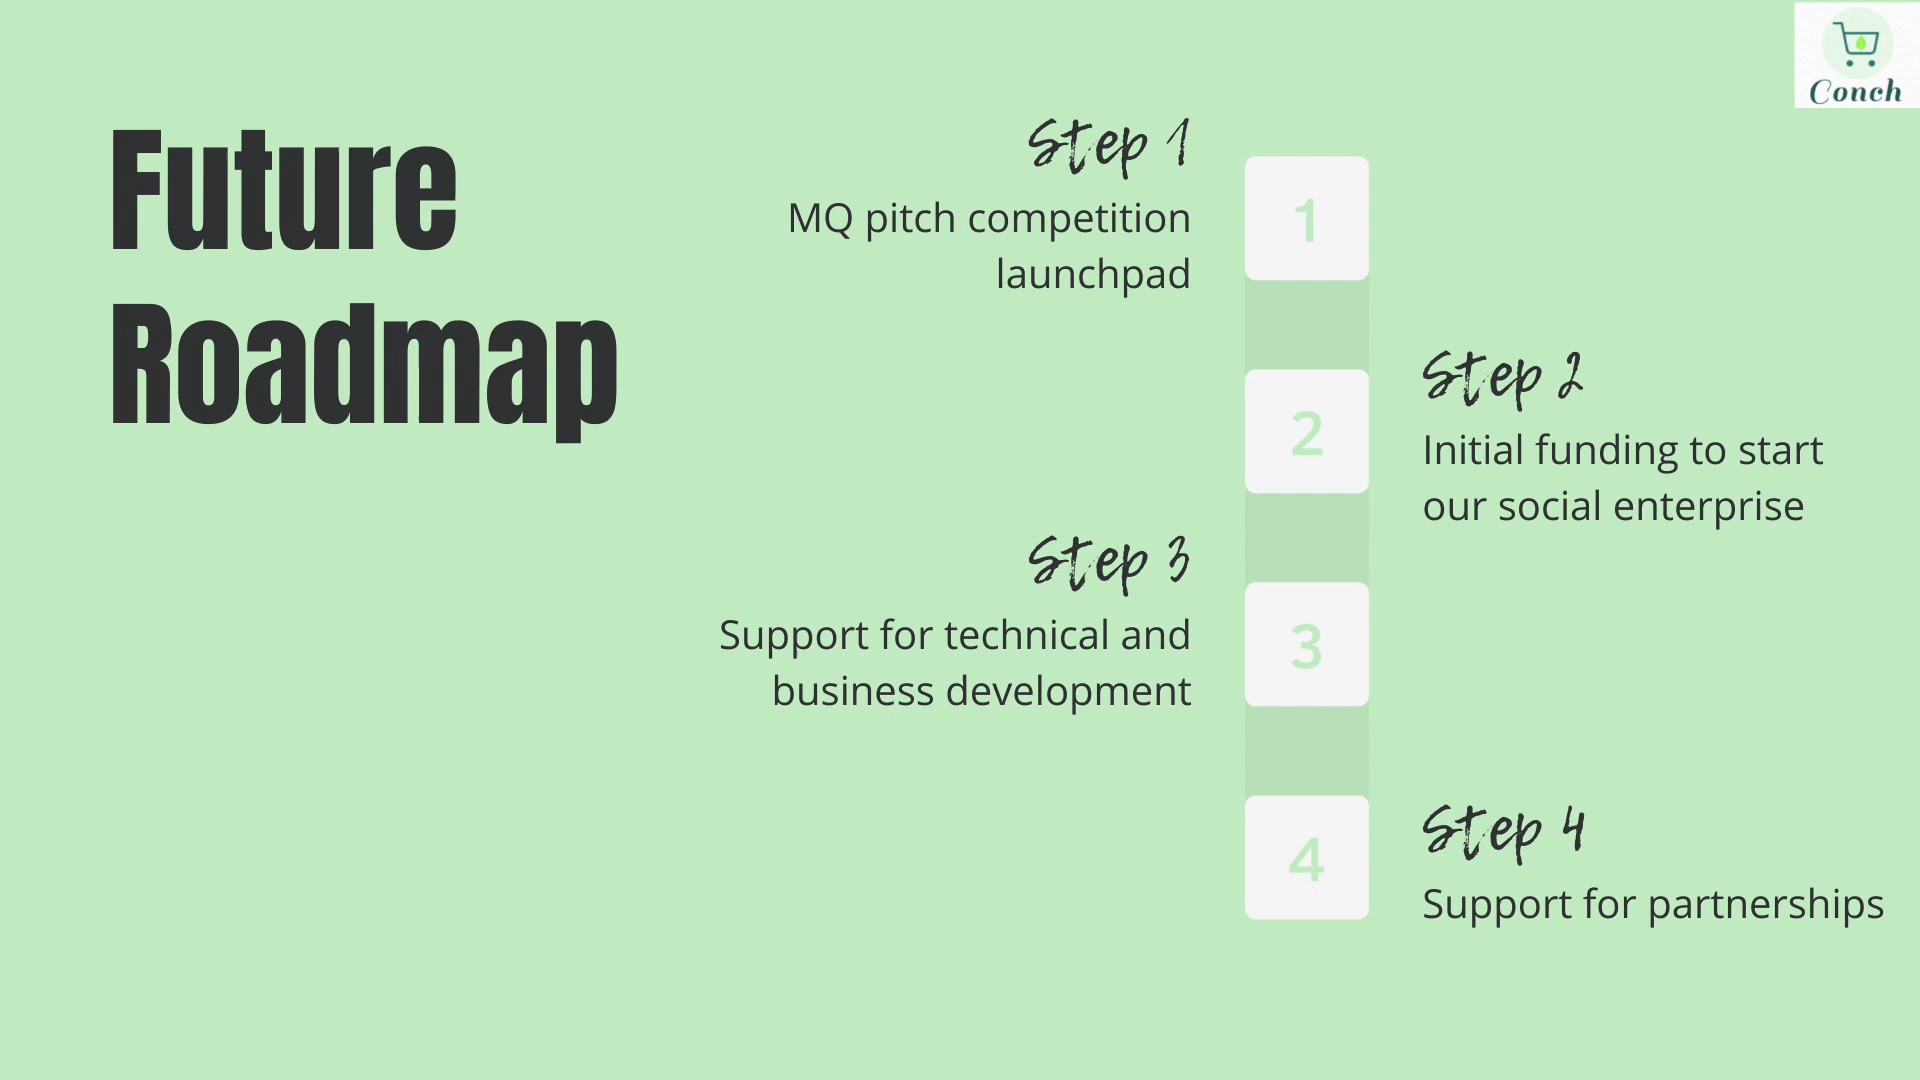 Conch
Future
Roadmap
Step 1
MQ pitch competition
launchpad
1
Step 2
Initial funding to start
our social enterprise
2
Step 3
Support for technical and
business development
3
Step 4
Support for partnerships
4